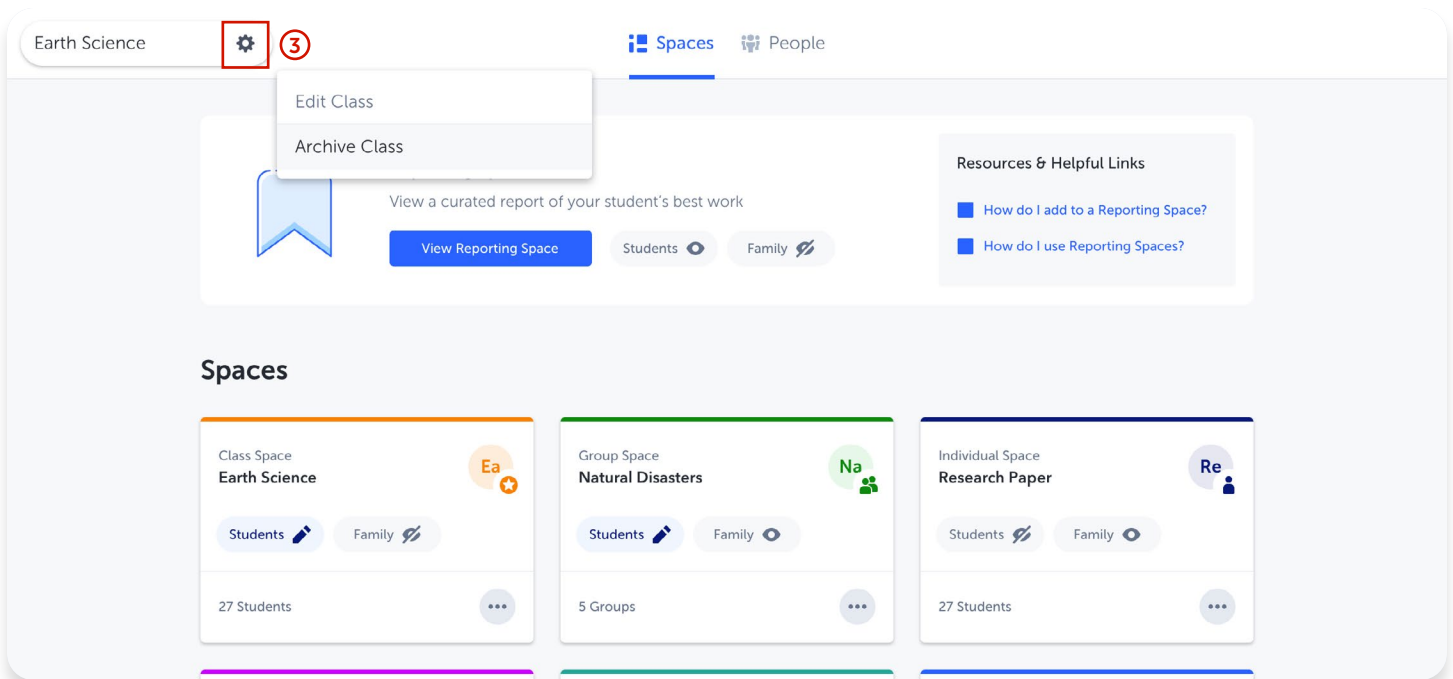 Earth Science
3
Spaces
People
Edit Class
Archive Class
View a curated report of your student's best work
View Reporting Space
Students
Family
Resources & Helpful Links
How do I add to a Reporting Space?
How do I use Reporting Spaces?
Spaces
Class Space
Earth Science
Ea
Students
Family
27 Students
Group Space
Natural Disasters
Na
Students
Family
5 Groups
Individual Space
Research Paper
Re
Students
Family
27 Students